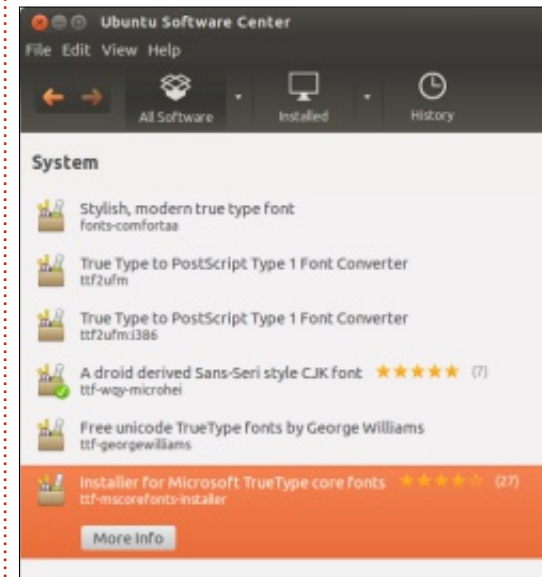 Ubuntu Software Center
File Edit View Help
All Software
Installed
History
System
Stylish, modern true type font
fonts-comfortaa
True Type to PostScript Type 1 Font Converter
ttf2ufm
True Type to PostScript Type 1 Font Converter
ttf2ufm:i386
A droid derived Sans-Seri style CJK font (7)
ttf-wqy-microhei
Free unicode TrueType fonts by George Williams
ttf-georgewilliams
Installer for Microsoft TrueType core fonts (27)
ttf-mscorefonts-installer
More Info